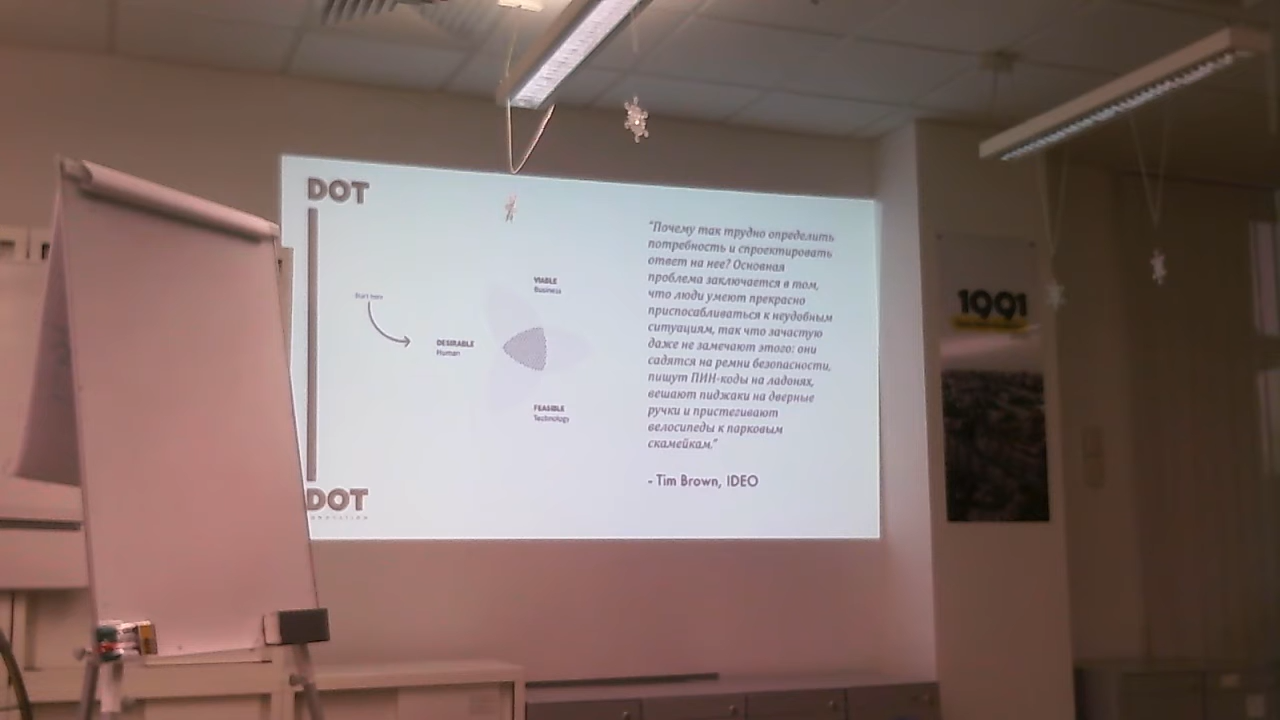 DOT
Start here
VIABLE
Business
DESIRABLE
Human
FEASIBLE
Technology
DOT
"Почему так трудно определить
потребность и спроектировать
ответ на нее? Основная
проблема заключается в том,
что люди умеют прекрасно
приспосабливаться к неудобным
ситуациям, так что зачастую
даже не замечают этого: они
садятся на ремни безопасности,
пишут ПИН-коды на ладонях,
вешают пиджаки на дверные
ручки и пристегивают
велосипеды к парковым
скамейкам."
- Tim Brown, IDEO
1991